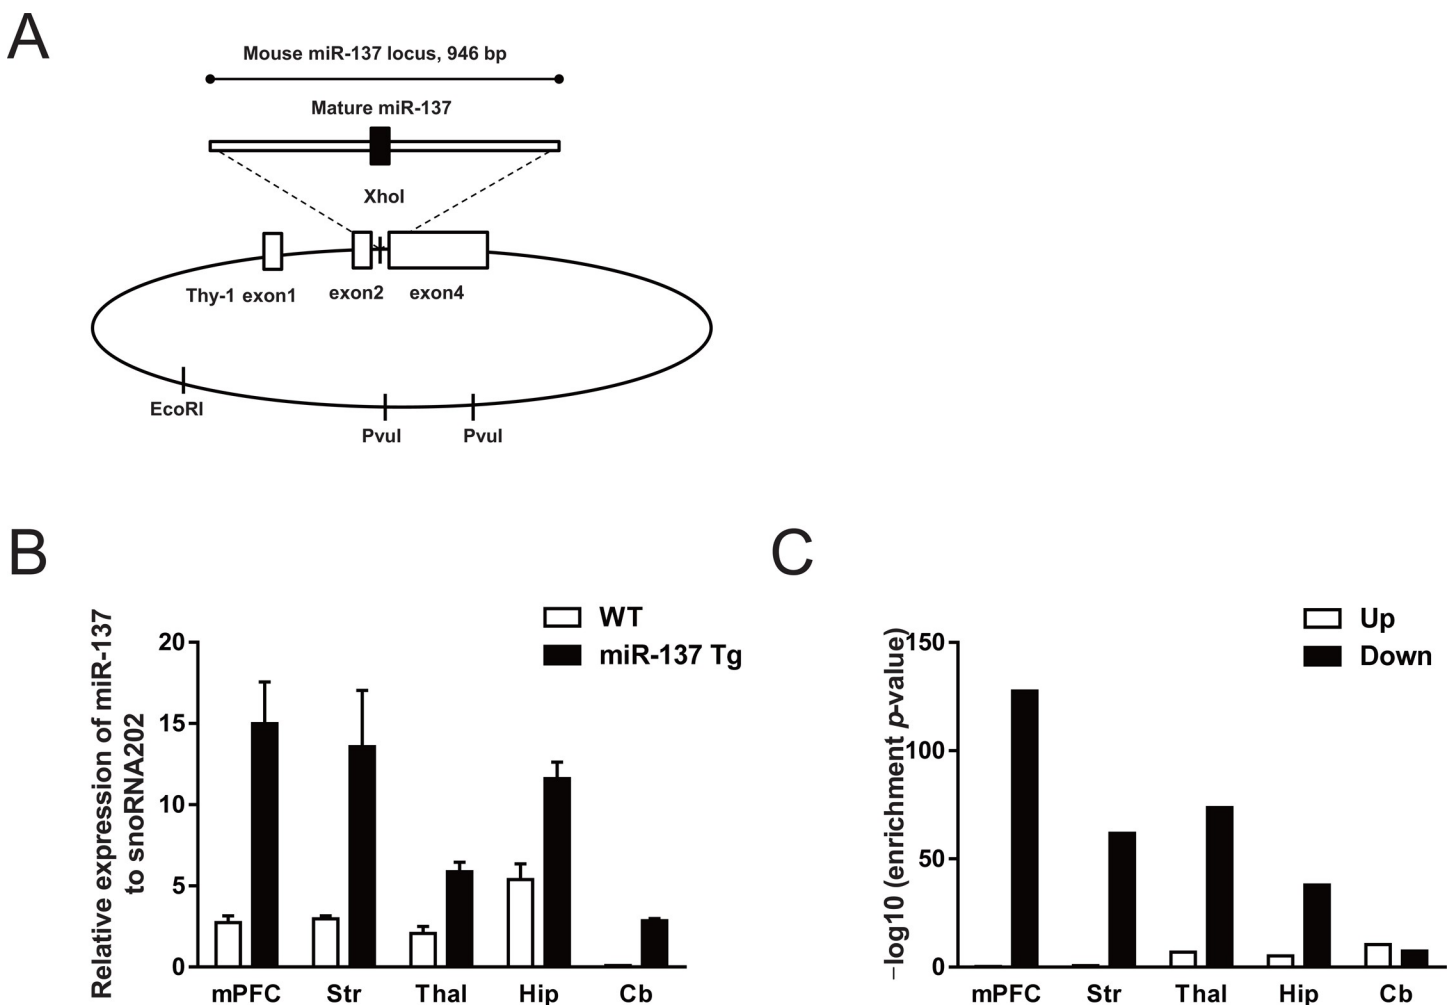 A
Mouse miR-137 locus, 946 bp
Mature miR-137
XhoI
Thy-1 exon1
exon2
exon4
EcoRI
PvuI
PvuI
B
Relative expression of miR-137
to snoRNA202
WT
miR-137 Tg
20
15
10
5
0
mPFC
Str
Thal
Hip
Cb
C
−log10 (enrichment p-value)
Up
Down
150
100
50
0
mPFC
Str
Thal
Hip
Cb